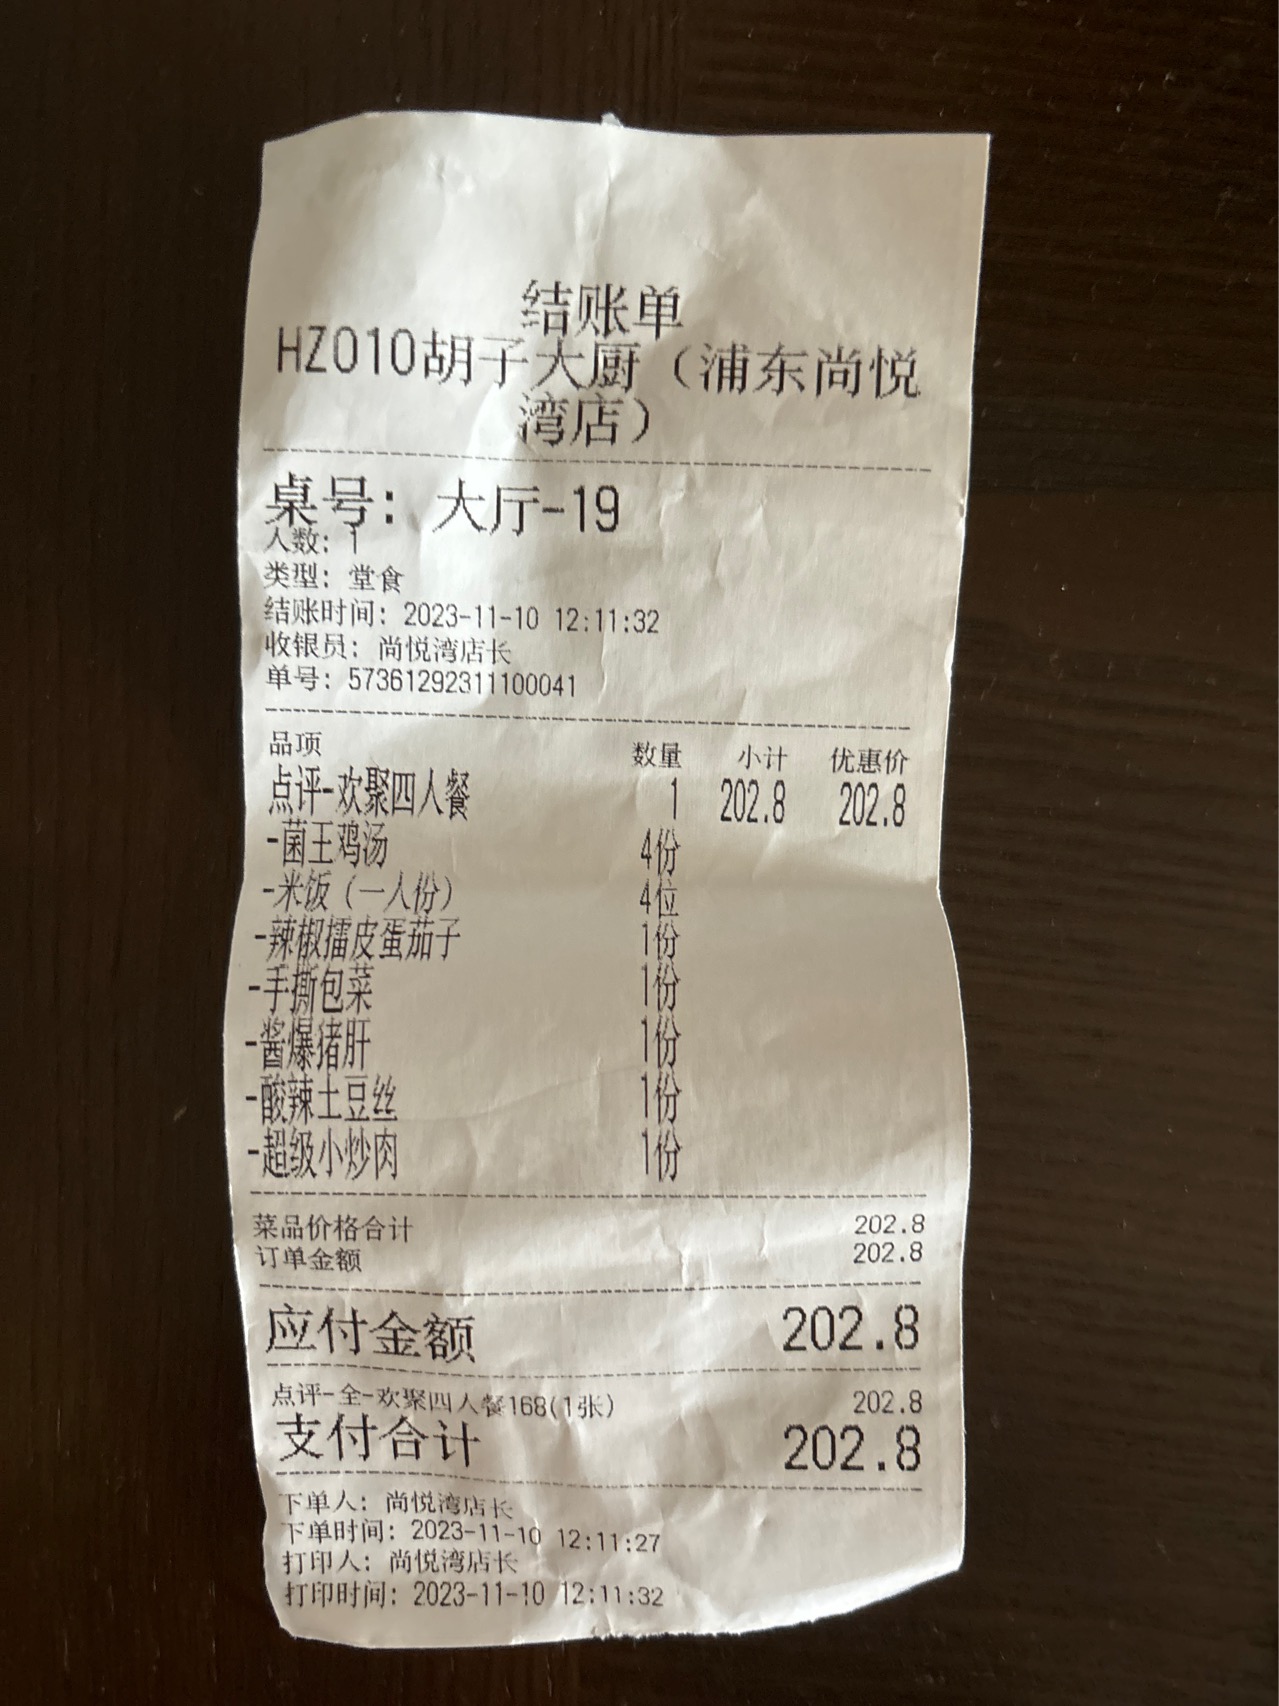 结账单
HZ010胡子大厨（浦东尚悦
湾店）
桌号：大厅-19
人数：1
类型：堂食
结账时间：2023-11-10 12:11:32
收银员：尚悦湾店长
单号：57361292311100041
品项 数量 小计 优惠价
点评-欢聚四人餐 1 202.8 202.8
-菌王鸡汤 4份
-米饭（一人份） 4位
-辣椒擂皮蛋茄子 1份
-手撕包菜 1份
-酱爆猪肝 1份
-酸辣土豆丝 1份
-超级小炒肉 1份
菜品价格合计 202.8
订单金额 202.8
应付金额 202.8
点评-全-欢聚四人餐168(1张) 202.8
支付合计 202.8
下单人：尚悦湾店长
下单时间：2023-11-10 12:11:27
打印人：尚悦湾店长
打印时间：2023-11-10 12:11:32